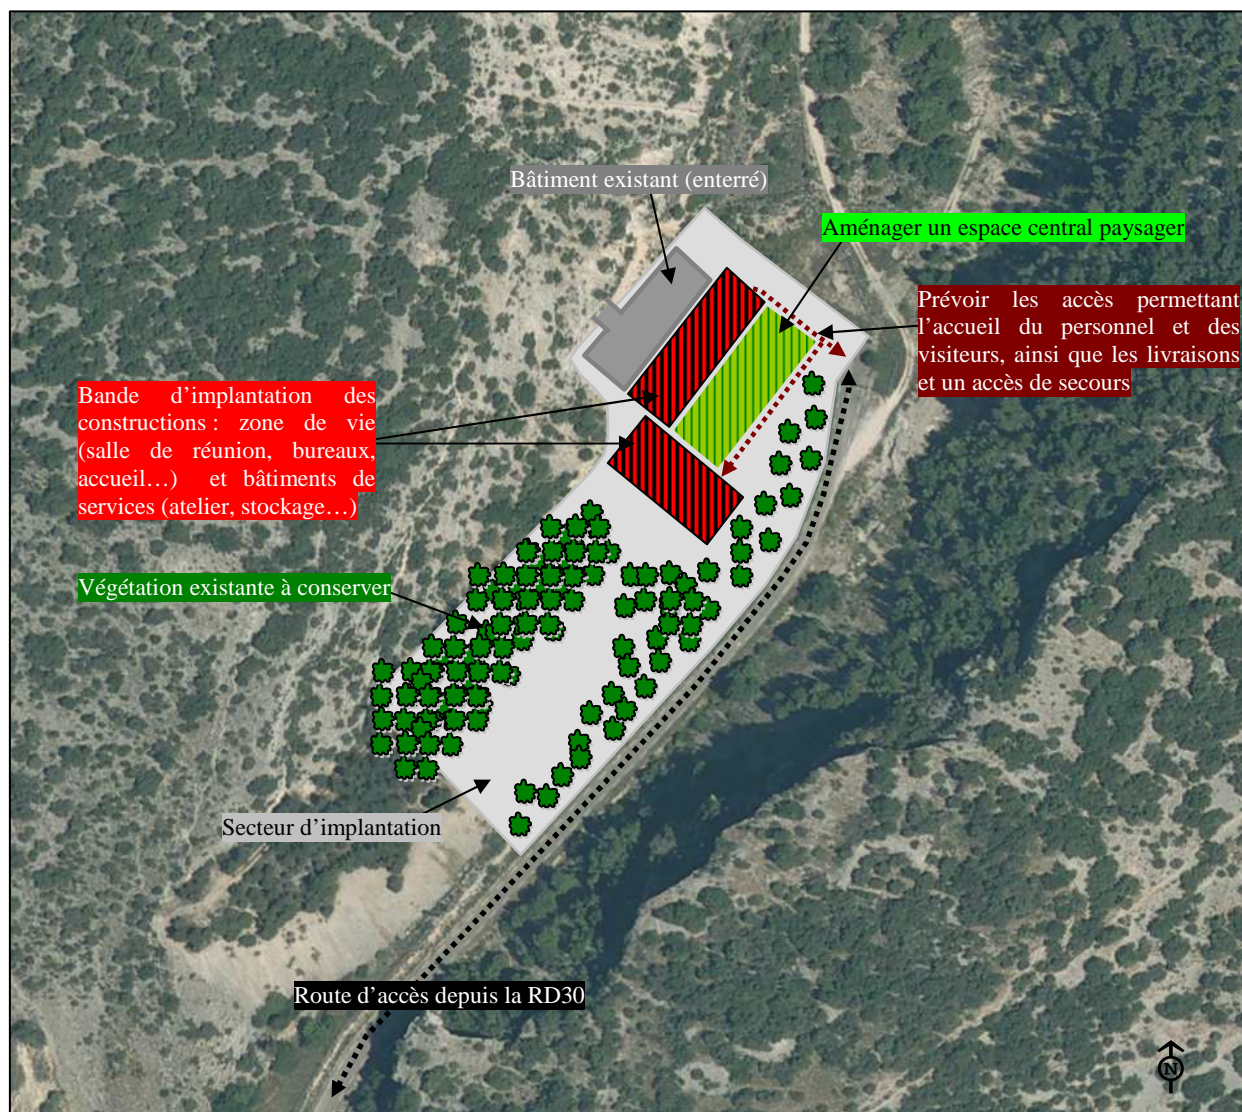 Bâtiment existant (enterré)
Aménager un espace central paysager
Prévoir les accès permettant
l’accueil du personnel et des
visiteurs, ainsi que les livraisons
et un accès de secours
Bande d’implantation des
constructions : zone de vie
(salle de réunion, bureaux,
accueil…) et bâtiments de
services (atelier, stockage…)
Végétation existante à conserver
Secteur d’implantation
Route d’accès depuis la RD30
N